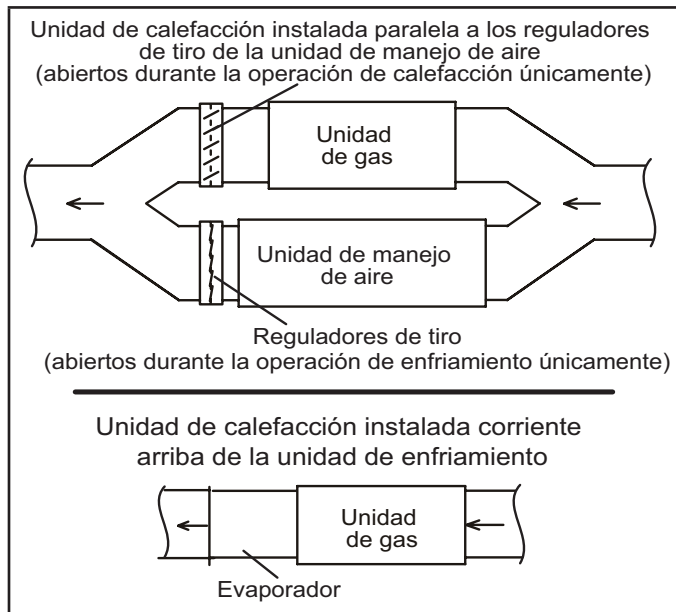 Unidad de calefacción instalada paralela a los reguladores
de tiro de la unidad de manejo de aire
(abiertos durante la operación de calefacción únicamente)
Unidad
de gas
Unidad de manejo
de aire
Reguladores de tiro
(abiertos durante la operación de enfriamiento únicamente)
Unidad de calefacción instalada corriente
arriba de la unidad de enfriamiento
Unidad
de gas
Evaporador